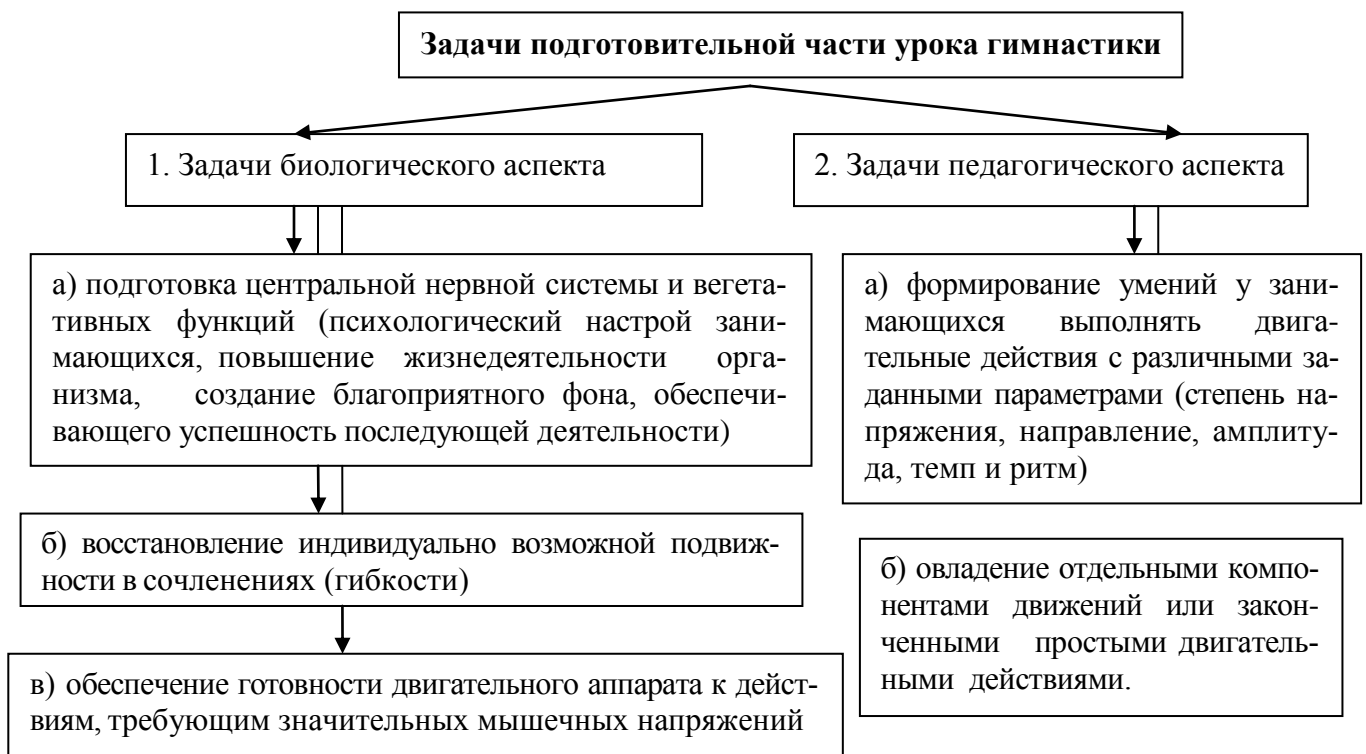 Задачи подготовительной части урока гимнастики
1. Задачи биологического аспекта
2. Задачи педагогического аспекта
а) подготовка центральной нервной системы и вегета-
тивных функций (психологический настрой зани-
мающихся, повышение жизнедеятельности орга-
низма, создание благоприятного фона, обеспечи-
вающего успешность последующей деятельности)
а) формирование умений у зани-
мающихся выполнять двига-
тельные действия с различными за-
данными параметрами (степень на-
пряжения, направление, амплиту-
да, темп и ритм)
б) восстановление индивидуально возможной подвиж-
ности в сочленениях (гибкости)
б) овладение отдельными компо-
нентами движений или закон-
ченными простыми двигатель-
ными действиями.
в) обеспечение готовности двигательного аппарата к дейст-
виям, требующим значительных мышечных напряжений